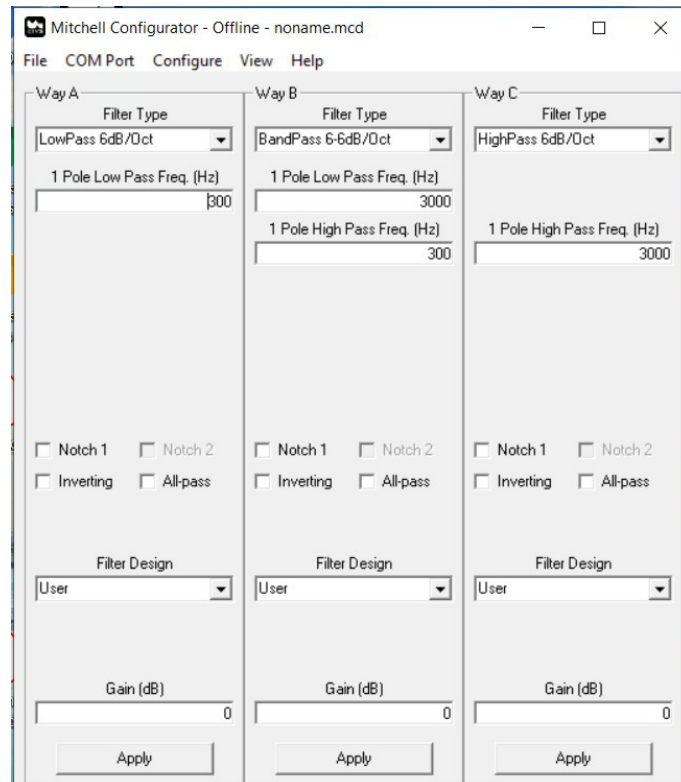 Mitchell Configurator - Offline - noname.mcd
File COM Port Configure View Help
Way A Way B Way C
Filter Type Filter Type Filter Type
LowPass 6dB/Oct BandPass 6-6dB/Oct HighPass 6dB/Oct
1 Pole Low Pass Freq. (Hz) 1 Pole Low Pass Freq. (Hz)
300 3000
1 Pole High Pass Freq. (Hz) 1 Pole High Pass Freq. (Hz)
300 3000
Notch 1 Notch 2 Notch 1 Notch 2 Notch 1 Notch 2
Inverting All-pass Inverting All-pass Inverting All-pass
Filter Design Filter Design Filter Design
User User User
Gain (dB) Gain (dB) Gain (dB)
0 0 0
Apply Apply Apply